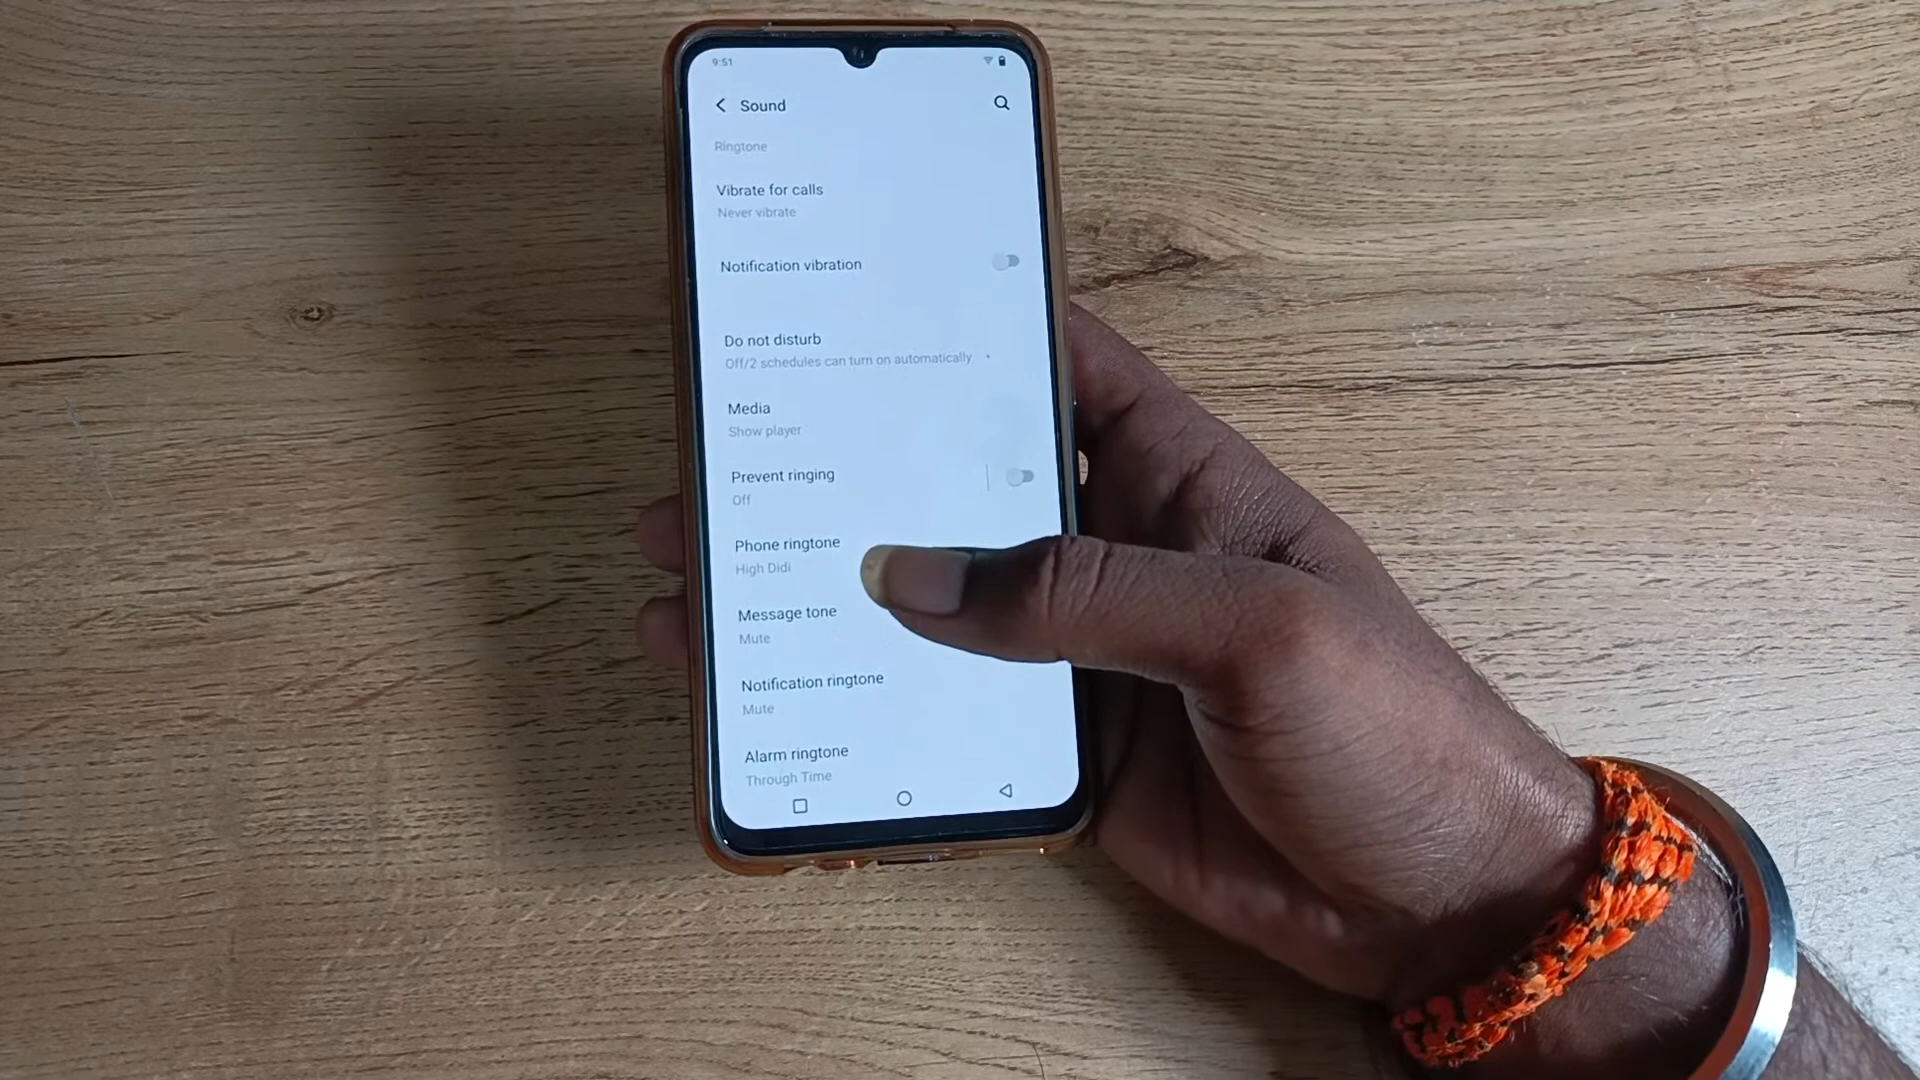 9:51
Sound
Ringtone
Vibrate for calls
Never vibrate
Notification vibration
Do not disturb
Off/2 schedules can turn on automatically
Media
Show player
Prevent ringing
Off
Phone ringtone
High Didi
Message tone
Mute
Notification ringtone
Mute
Alarm ringtone
Through Time